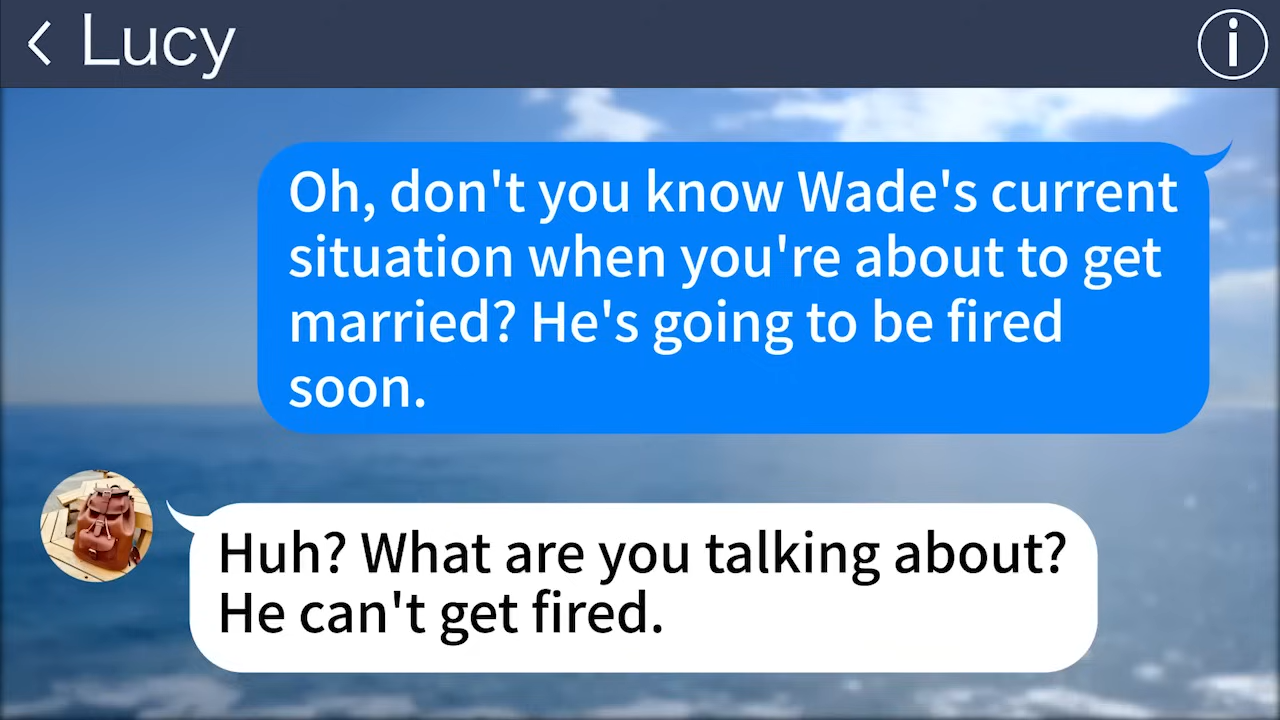 Lucy
Oh, don't you know Wade's current
situation when you're about to get
married? He's going to be fired
soon.
Huh? What are you talking about?
He can't get fired.